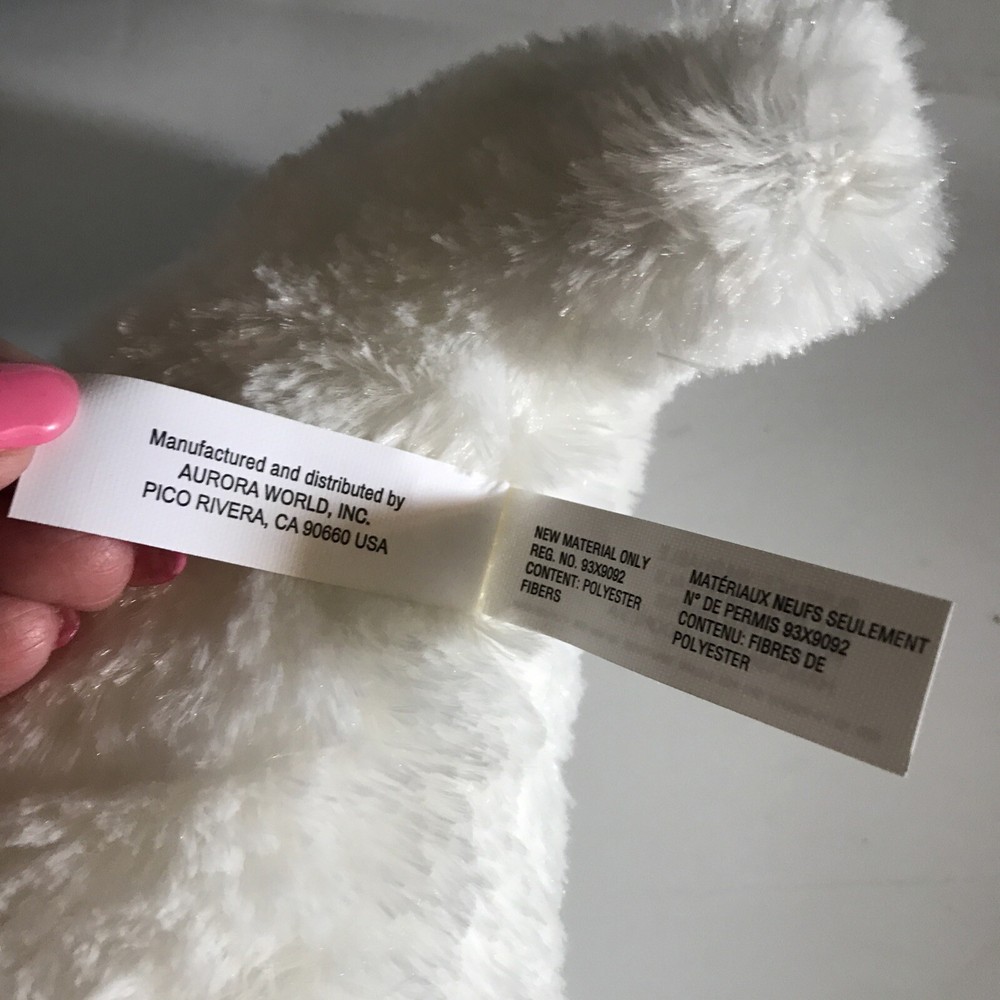 Manufactured and distributed by
AURORA WORLD, INC.
PICO RIVERA, CA 90660 USA
NEW MATERIAL ONLY
REG. NO. 93X9092
CONTENT: POLYESTER
FIBERS
MATÉRIAUX NEUFS SEULEMENT
N° DE PERMIS 93X9092
CONTENU: FIBRES DE
POLYESTER